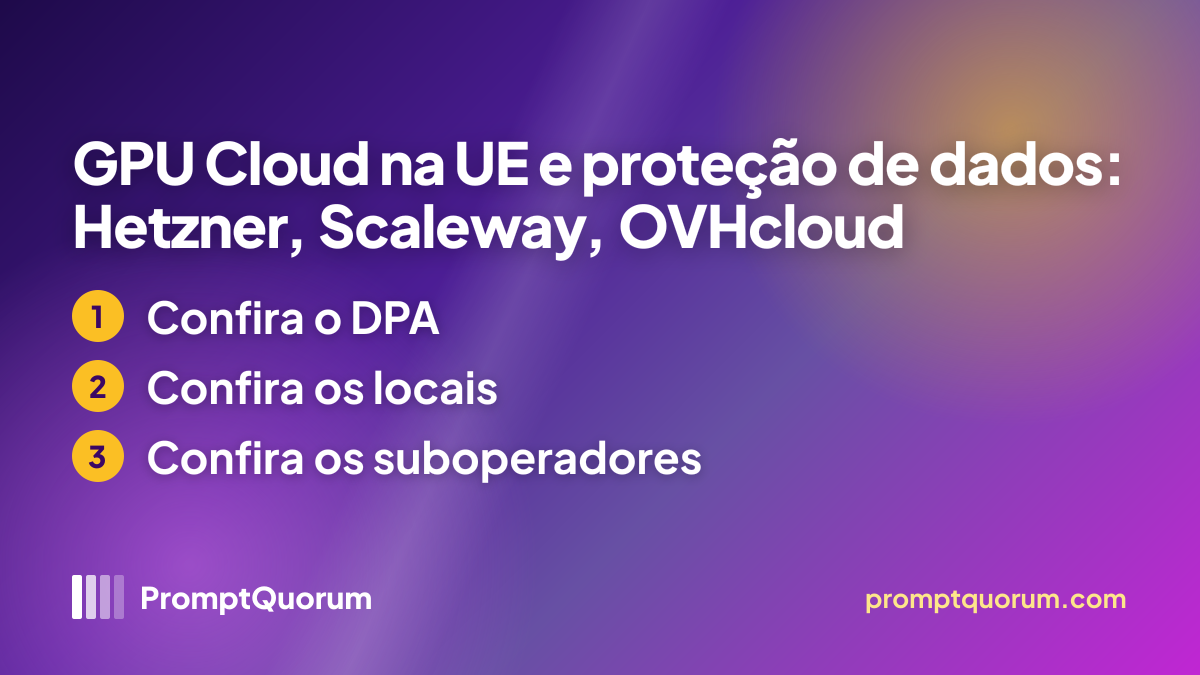 GPU Cloud na UE e proteção de dados:
Hetzner, Scaleway, OVHcloud
1 Confira o DPA
2 Confira os locais
3 Confira os suboperadores
PromptQuorum
promptquorum.com